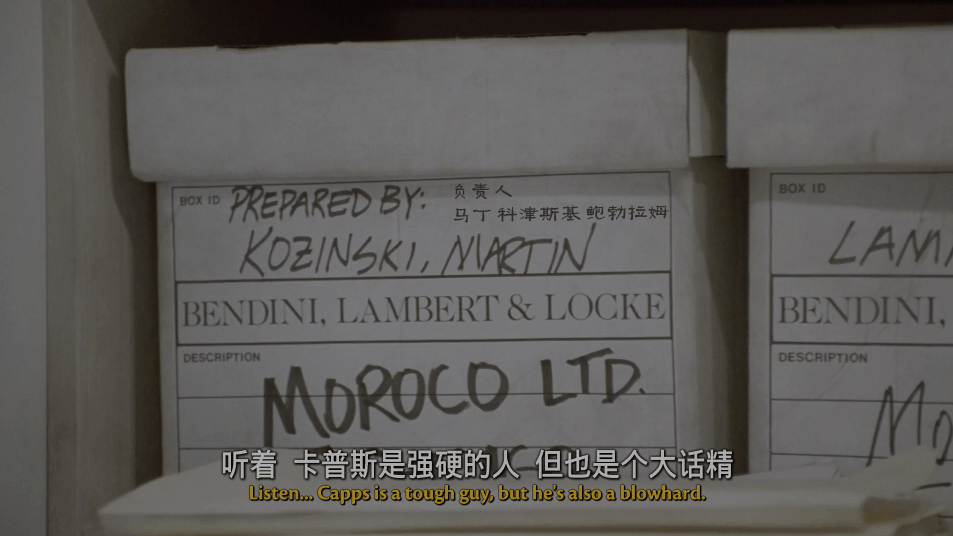 BOX ID PREPARED BY:
负责人
马丁 科津斯基 鲍勃拉姆
KOZINSKI, MARTIN
BENDINI, LAMBERT & LOCKE
DESCRIPTION
MOROCO LTD.
BOX ID
BENDINI,
DESCRIPTION
听着 卡普斯是强硬的人 但也是个大话精
Listen... Capps is a tough guy, but he's also a blowhard.